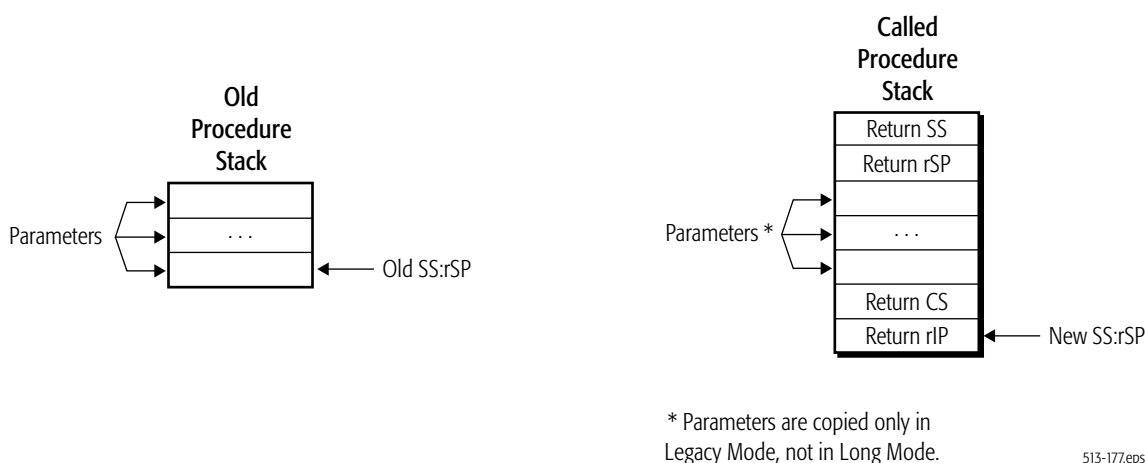 Old
Procedure
Stack
Parameters
. . .
Old SS:rSP
Called
Procedure
Stack
Return SS
Return rSP
Parameters *
. . .
Return CS
Return rIP
New SS:rSP
* Parameters are copied only in
Legacy Mode, not in Long Mode.
513-177.eps